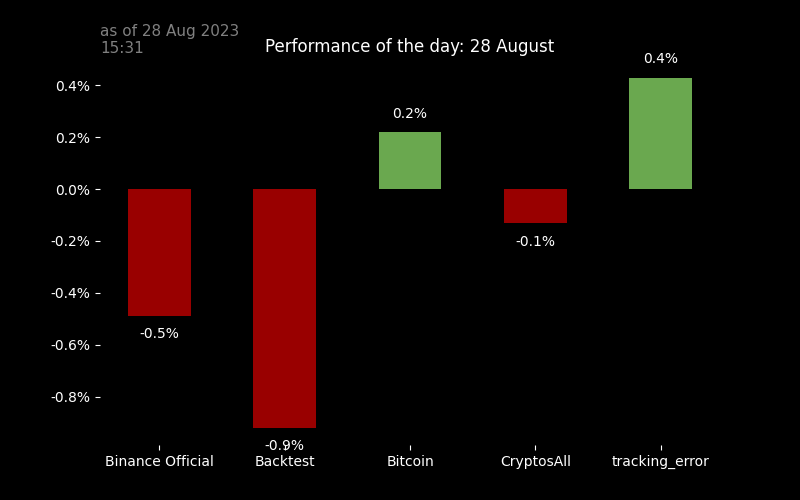 as of 28 Aug 2023
15:31
Performance of the day: 28 August
0.4%
0.2%
0.0%
-0.2%
-0.4%
-0.6%
-0.8%
-0.5%
-0.9%
0.2%
-0.1%
0.4%
Binance Official
Backtest
Bitcoin
CryptosAll
tracking_error